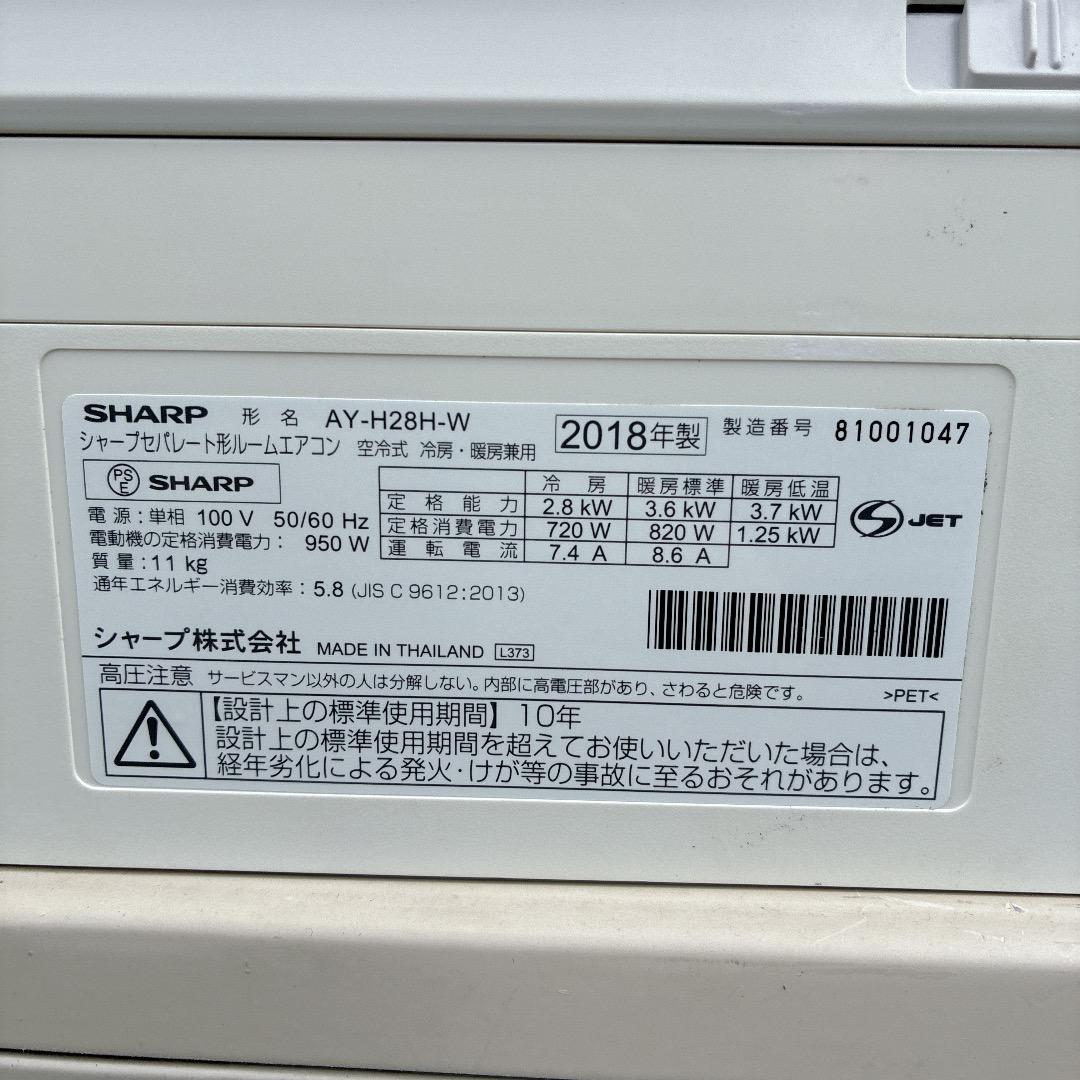 SHARP 形名 AY-H28H-W 2018年製 製造番号 81001047
シャープセパレート形ルームエアコン 空冷式 冷房・暖房兼用
PSE SHARP
冷房 暖房標準 暖房低温
定格能力 2.8 kW 3.6 kW 3.7 kW
定格消費電力 720 W 820 W 1.25 kW
運転電流 7.4 A 8.6 A
JET
電源:単相 100 V 50/60 Hz
電動機の定格消費電力: 950 W
質量:11 kg
通年エネルギー消費効率:5.8 (JIS C 9612:2013)
シャープ株式会社 MADE IN THAILAND L373
高圧注意 サービスマン以外の人は分解しない。内部に高電圧部があり、さわると危険です。 >PET<
【設計上の標準使用期間】10年
設計上の標準使用期間を超えてお使いいただいた場合は、
経年劣化による発火・けが等の事故に至るおそれがあります。